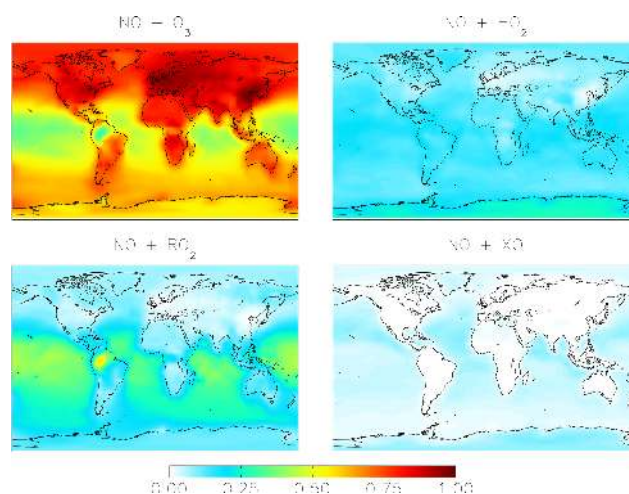 NO + O3
NO + HO2
NO + RO2
NO + XO
0.00 0.25 0.50 0.75 1.00